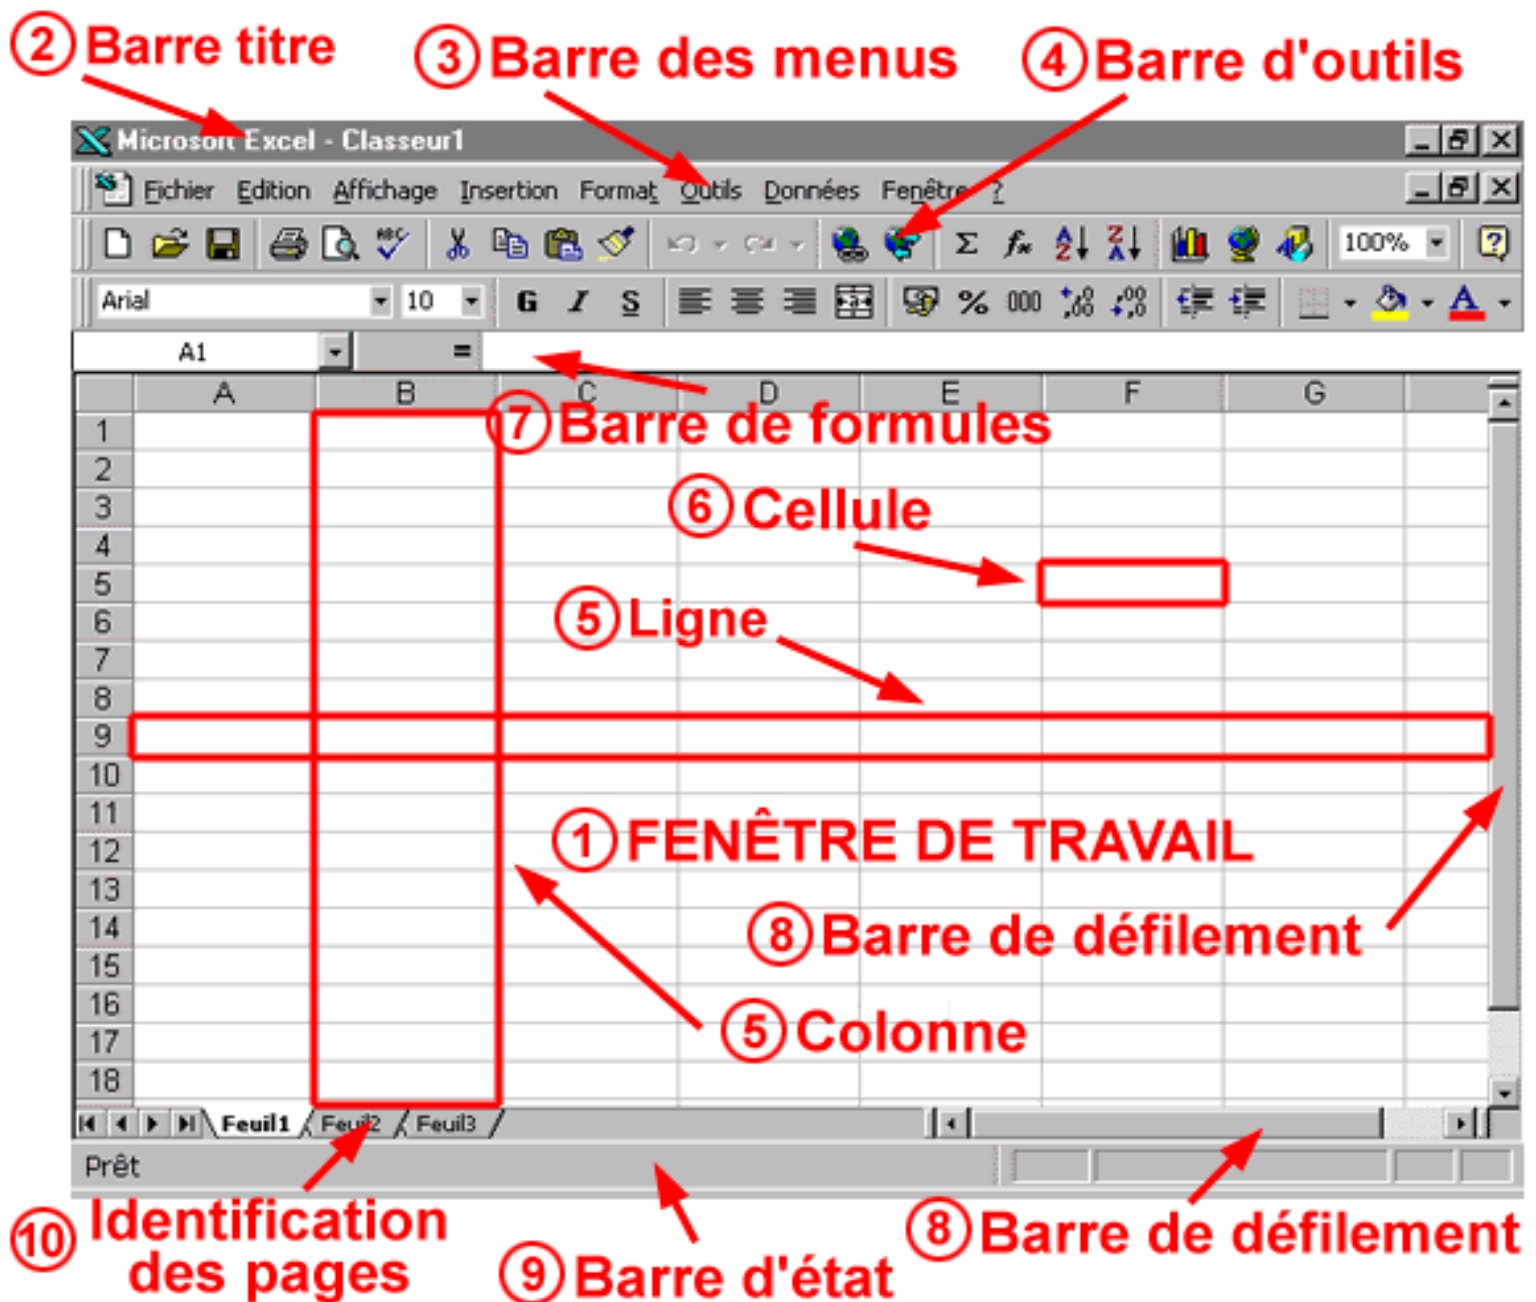 ② Barre titre
③ Barre des menus
④ Barre d'outils
Microsoft Excel - Classeur1
Fichier Edition Affichage Insertion Format Outils Données Fenêtre ?
ABC Σ fx A Z Z A 100% ?
Arial 10 G I S a % 000 ,00 ,0 A
A1 =
A B C D E F G
⑦ Barre de formules
1
2
3
⑥ Cellule
4
5
⑤ Ligne
6
7
8
9
10
11
① FENÊTRE DE TRAVAIL
12
13
14
⑧ Barre de défilement
15
16
⑤ Colonne
17
18
Feuil1 Feuil2 Feuil3
Prêt
⑩ Identification
des pages
⑨ Barre d'état
⑧ Barre de défilement